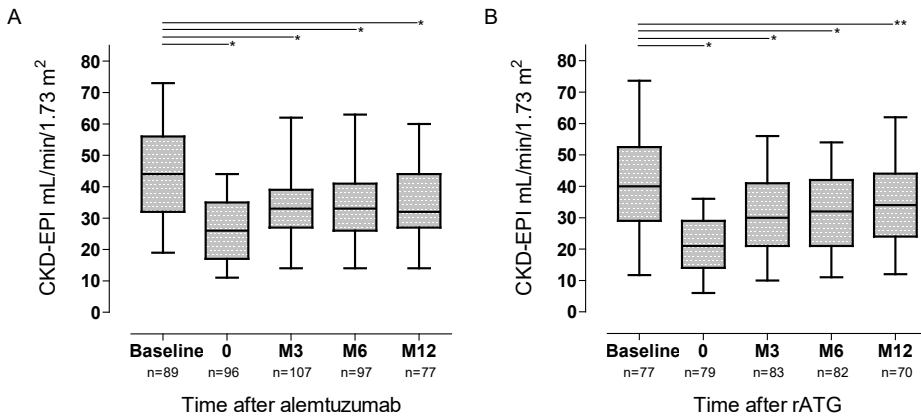 A
* * * *
CKD-EPI mL/min/1.73 m²
80
70
60
50
40
30
20
10
0
Baseline 0 M3 M6 M12
n=89 n=96 n=107 n=97 n=77
Time after alemtuzumab
B
** * * *
CKD-EPI mL/min/1.73 m²
80
70
60
50
40
30
20
10
0
Baseline 0 M3 M6 M12
n=77 n=79 n=83 n=82 n=70
Time after rATG